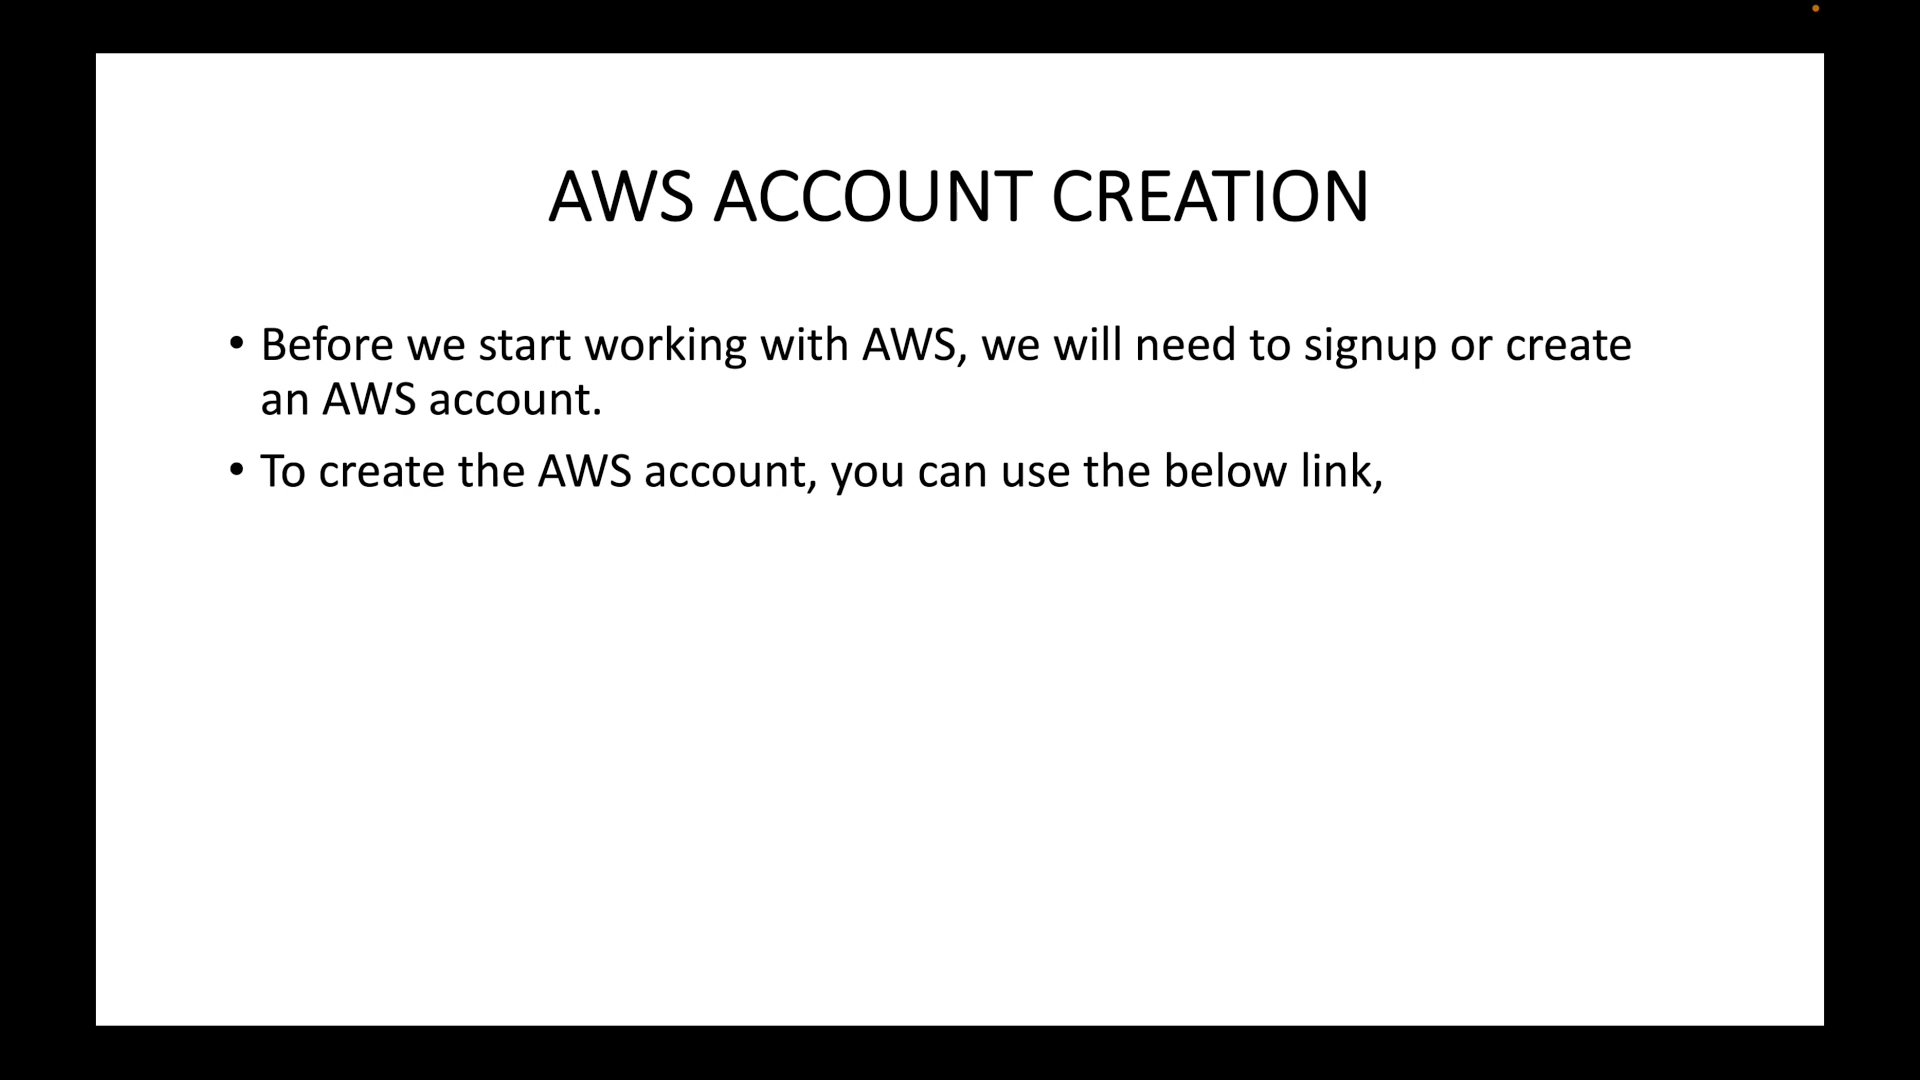 AWS ACCOUNT CREATION
• Before we start working with AWS, we will need to signup or create
an AWS account.
• To create the AWS account, you can use the below link,